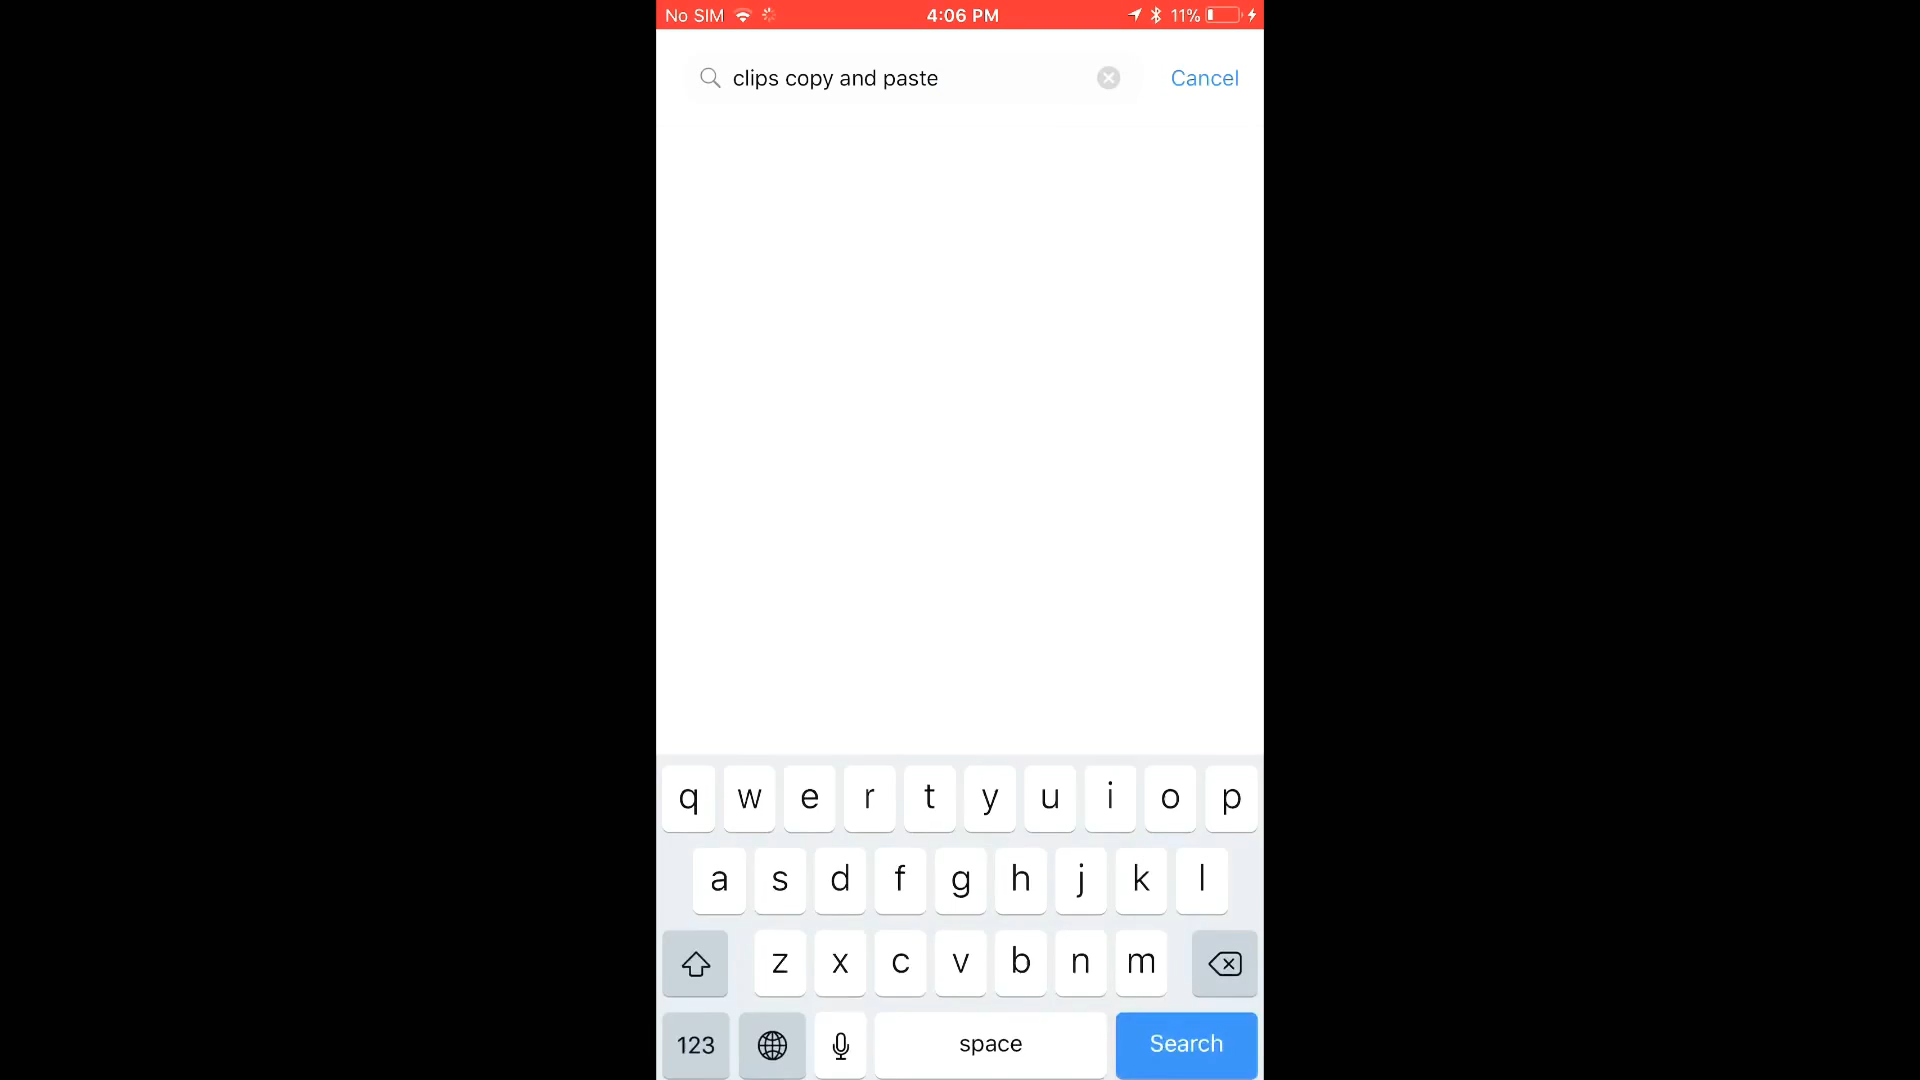 No SIM 4:06 PM 11%
clips copy and paste Cancel
q w e r t y u i o p
a s d f g h j k l
z x c v b n m
123 space Search